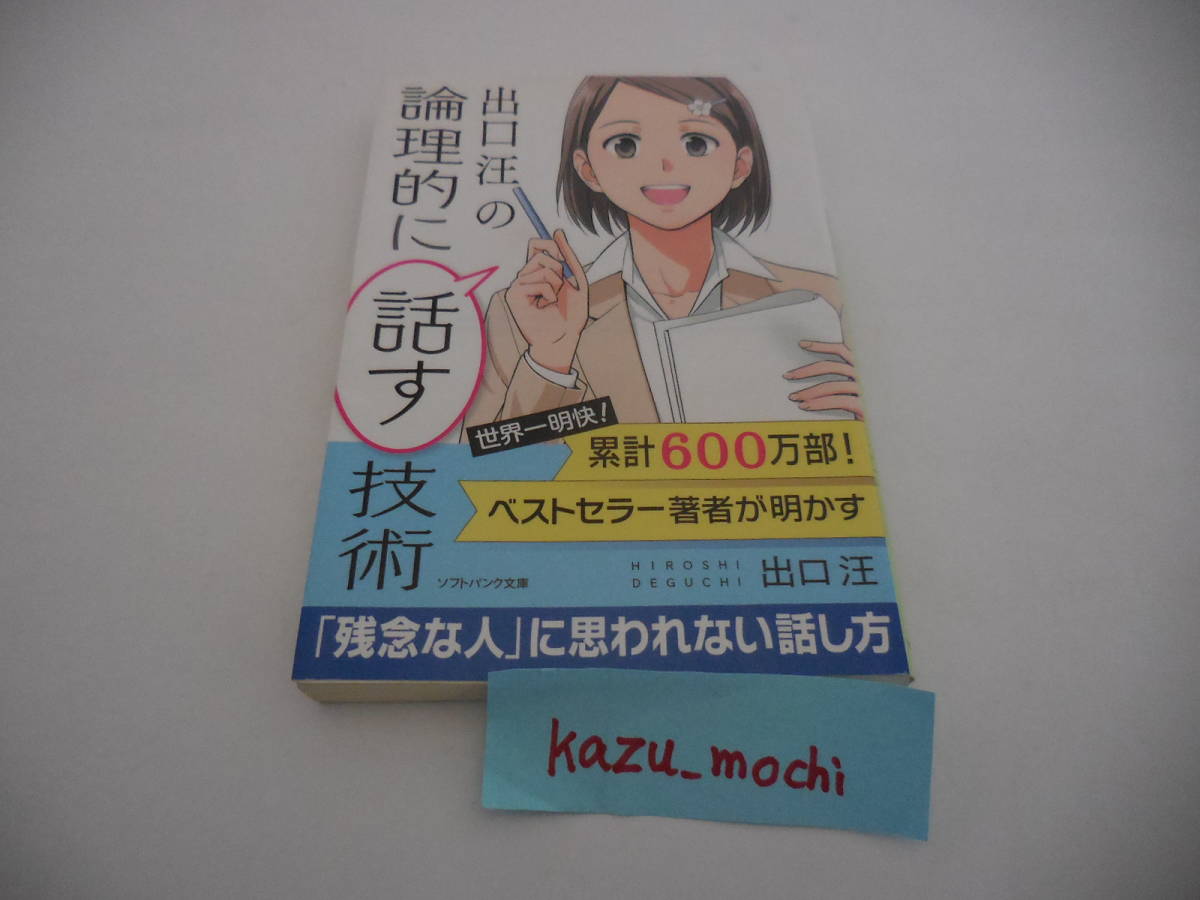 出口汪の
論理的に
話す
技術
世界一明快!
累計600万部!
ベストセラー著者が明かす
ソフトバンク文庫
HIROSHI
DEGUCHI
出口 汪
「残念な人」に思われない話し方
kazu_mochi